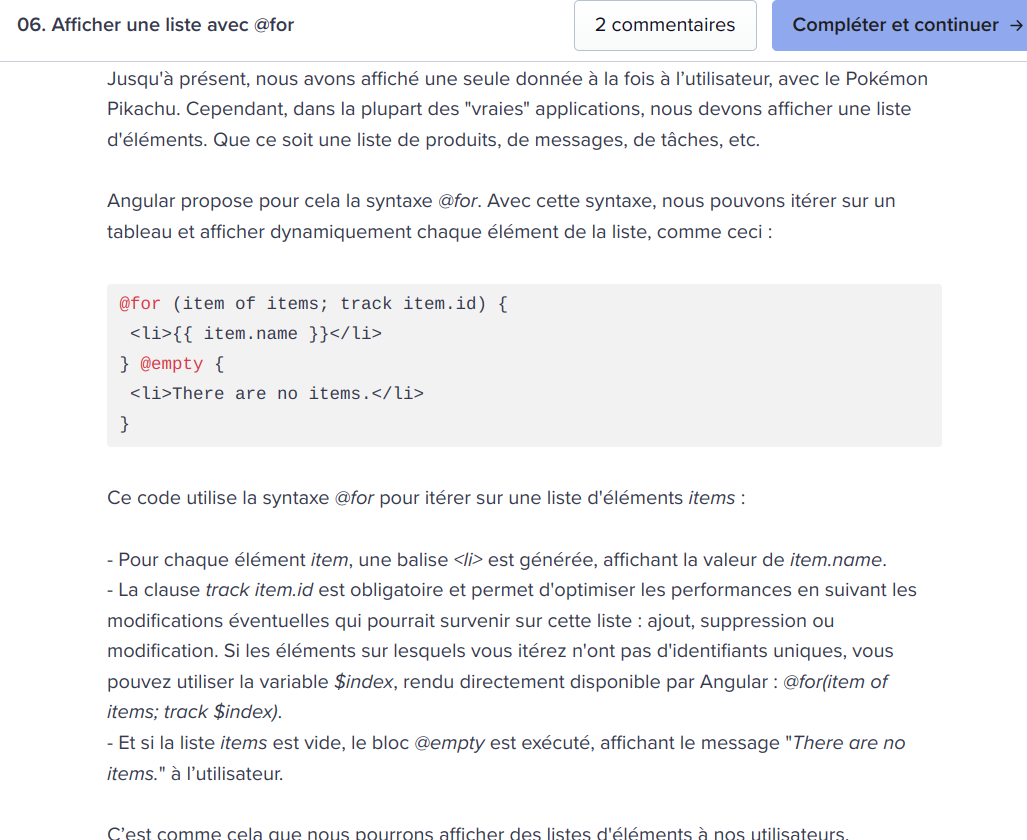 06. Afficher une liste avec @for
2 commentaires
Compléter et continuer →
Jusqu'à présent, nous avons affiché une seule donnée à la fois à l’utilisateur, avec le Pokémon
Pikachu. Cependant, dans la plupart des "vraies" applications, nous devons afficher une liste
d'éléments. Que ce soit une liste de produits, de messages, de tâches, etc.
Angular propose pour cela la syntaxe @for. Avec cette syntaxe, nous pouvons itérer sur un
tableau et afficher dynamiquement chaque élément de la liste, comme ceci :
@for (item of items; track item.id) {
<li>{{ item.name }}</li>
} @empty {
<li>There are no items.</li>
}
Ce code utilise la syntaxe @for pour itérer sur une liste d'éléments items :
- Pour chaque élément item, une balise <li> est générée, affichant la valeur de item.name.
- La clause track item.id est obligatoire et permet d'optimiser les performances en suivant les
modifications éventuelles qui pourrait survenir sur cette liste : ajout, suppression ou
modification. Si les éléments sur lesquels vous itérez n'ont pas d'identifiants uniques, vous
pouvez utiliser la variable $index, rendu directement disponible par Angular : @for(item of
items; track $index).
- Et si la liste items est vide, le bloc @empty est exécuté, affichant le message "There are no
items." à l’utilisateur.
C’est comme cela que nous pourrons afficher des listes d'éléments à nos utilisateurs.